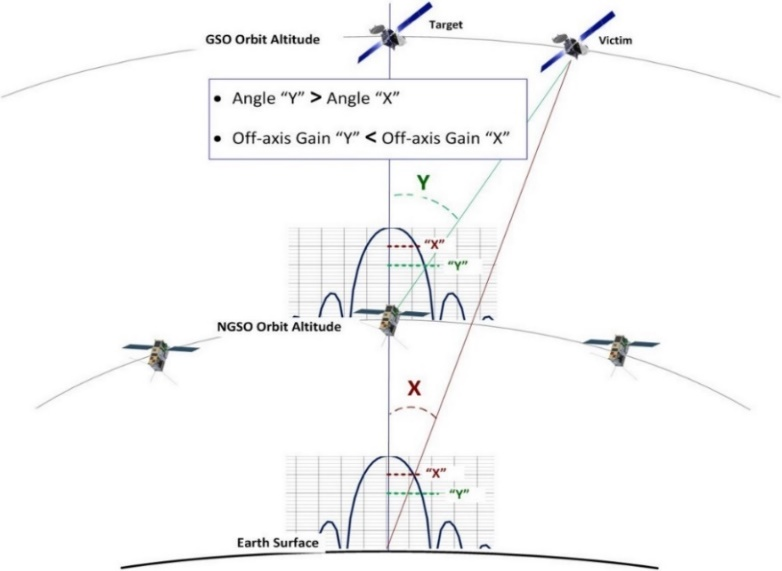 Target
GSO Orbit Altitude
Victim
• Angle “Y” > Angle “X”
• Off-axis Gain “Y” < Off-axis Gain “X”
Y
“X”
“Y”
NGSO Orbit Altitude
X
“X”
“Y”
Earth Surface